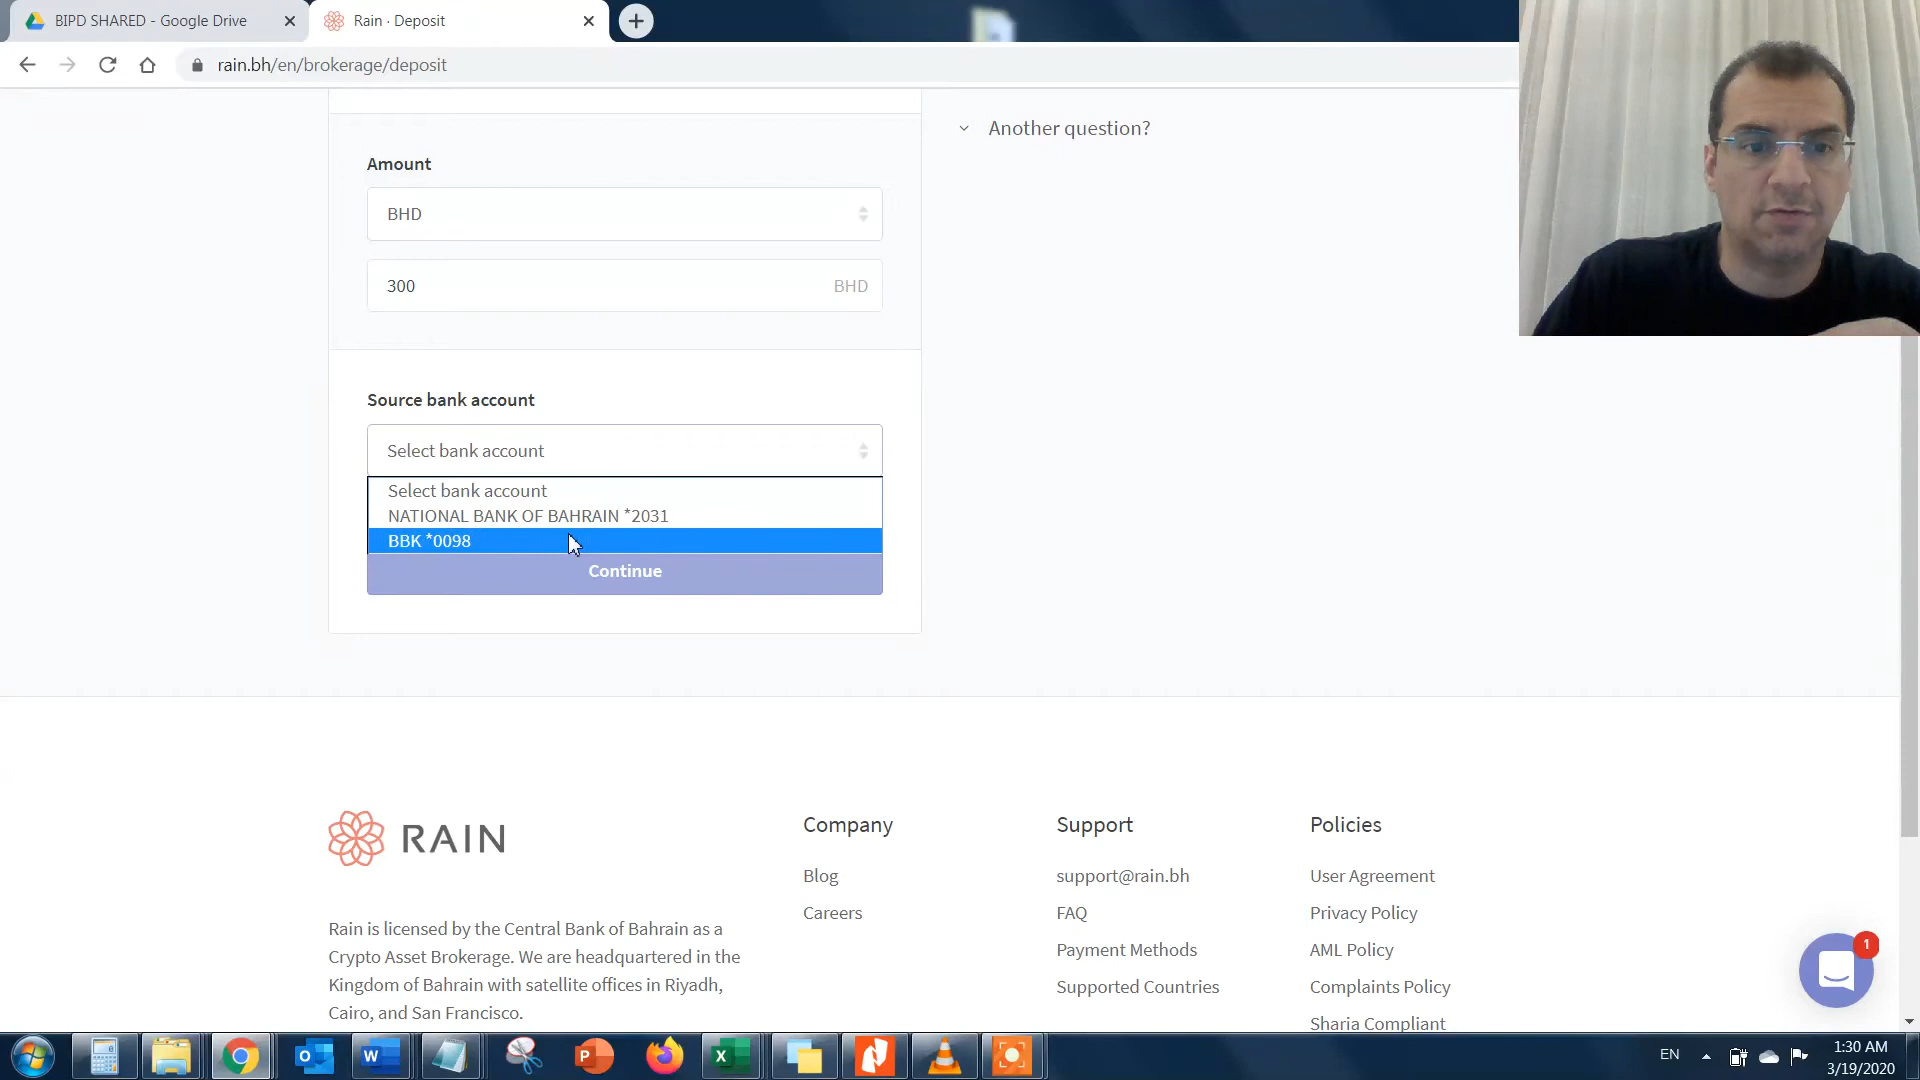 BIPD SHARED - Google Drive
Rain · Deposit
rain.bh/en/brokerage/deposit
Another question?
Amount
BHD
300
BHD
Source bank account
Select bank account
Select bank account
NATIONAL BANK OF BAHRAIN *2031
BBK *0098
Continue
RAIN
Rain is licensed by the Central Bank of Bahrain as a
Crypto Asset Brokerage. We are headquartered in the
Kingdom of Bahrain with satellite offices in Riyadh,
Cairo, and San Francisco.
Company
Blog
Careers
Support
support@rain.bh
FAQ
Payment Methods
Supported Countries
Policies
User Agreement
Privacy Policy
AML Policy
Complaints Policy
Sharia Compliant
1
EN
1:30 AM
3/19/2020